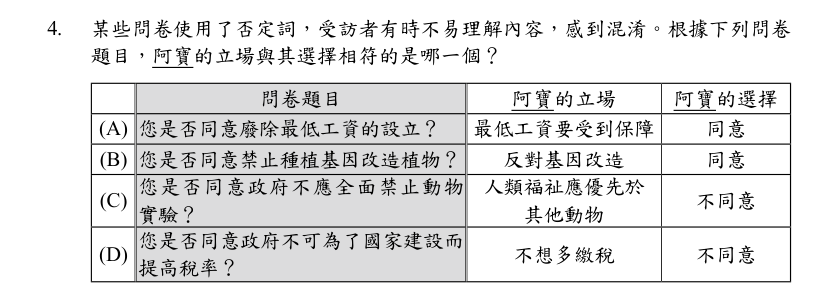 4. 某些問卷使用了否定詞，受訪者有時不易理解內容，感到混淆。根據下列問卷
題目，阿寶的立場與其選擇相符的是哪一個？
問卷題目 阿寶的立場 阿寶的選擇
(A) 您是否同意廢除最低工資的設立？ 最低工資要受到保障 同意
(B) 您是否同意禁止種植基因改造植物？ 反對基因改造 同意
(C) 您是否同意政府不應全面禁止動物
實驗？ 人類福祉應優先於
其他動物 不同意
(D) 您是否同意政府不可為了國家建設而
提高稅率？ 不想多繳稅 不同意